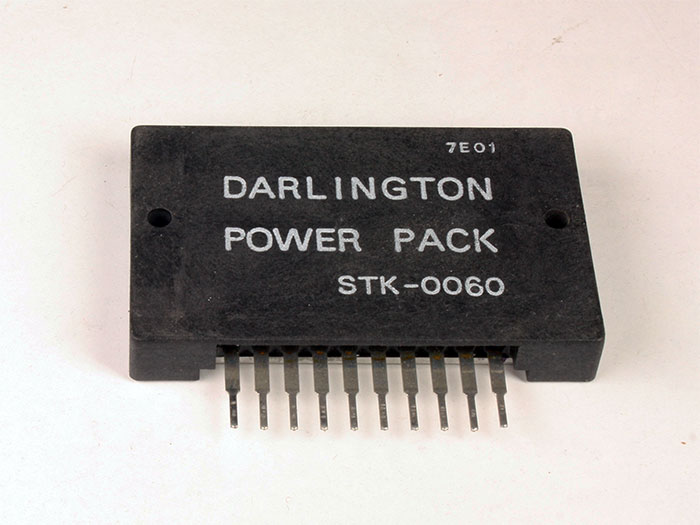 7E01
DARLINGTON
POWER PACK
STK-0060